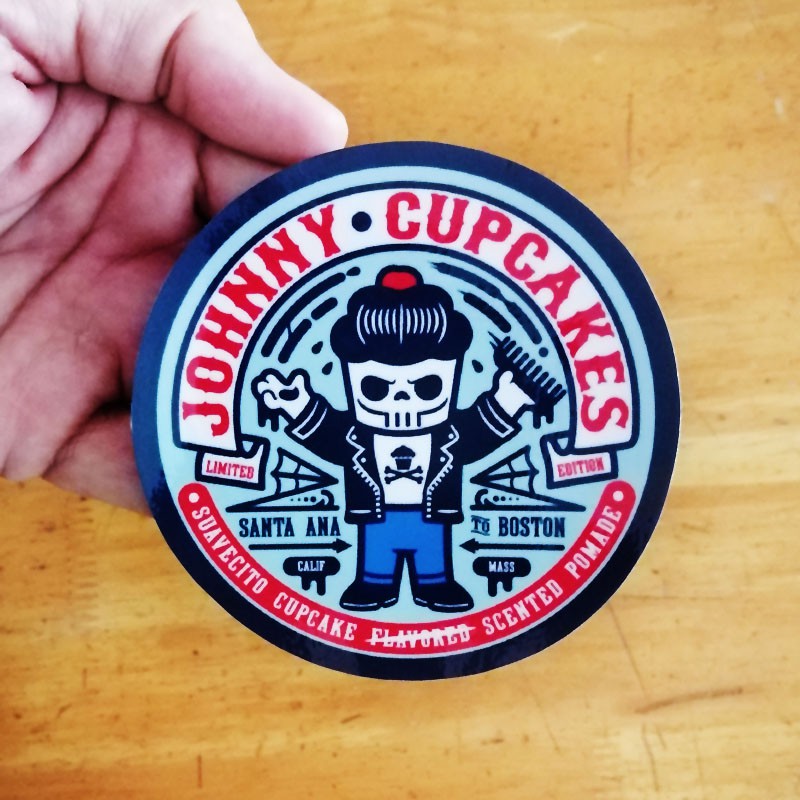 JOHNNY • CUPCAKES
LIMITED EDITION
SANTA ANA TO BOSTON
CALIF MASS
• SUAVECITO CUPCAKE FLAVORED SCENTED POMADE •